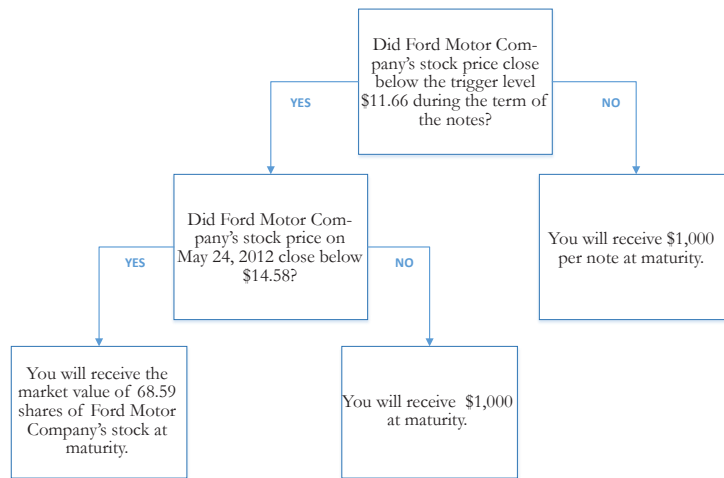 Did Ford Motor Com-
pany's stock price close
below the trigger level
$11.66 during the term of
the notes?
YES
NO
Did Ford Motor Com-
pany's stock price on
May 24, 2012 close below
$14.58?
You will receive $1,000
per note at maturity.
YES
NO
You will receive the
market value of 68.59
shares of Ford Motor
Company's stock at
maturity.
You will receive $1,000
at maturity.